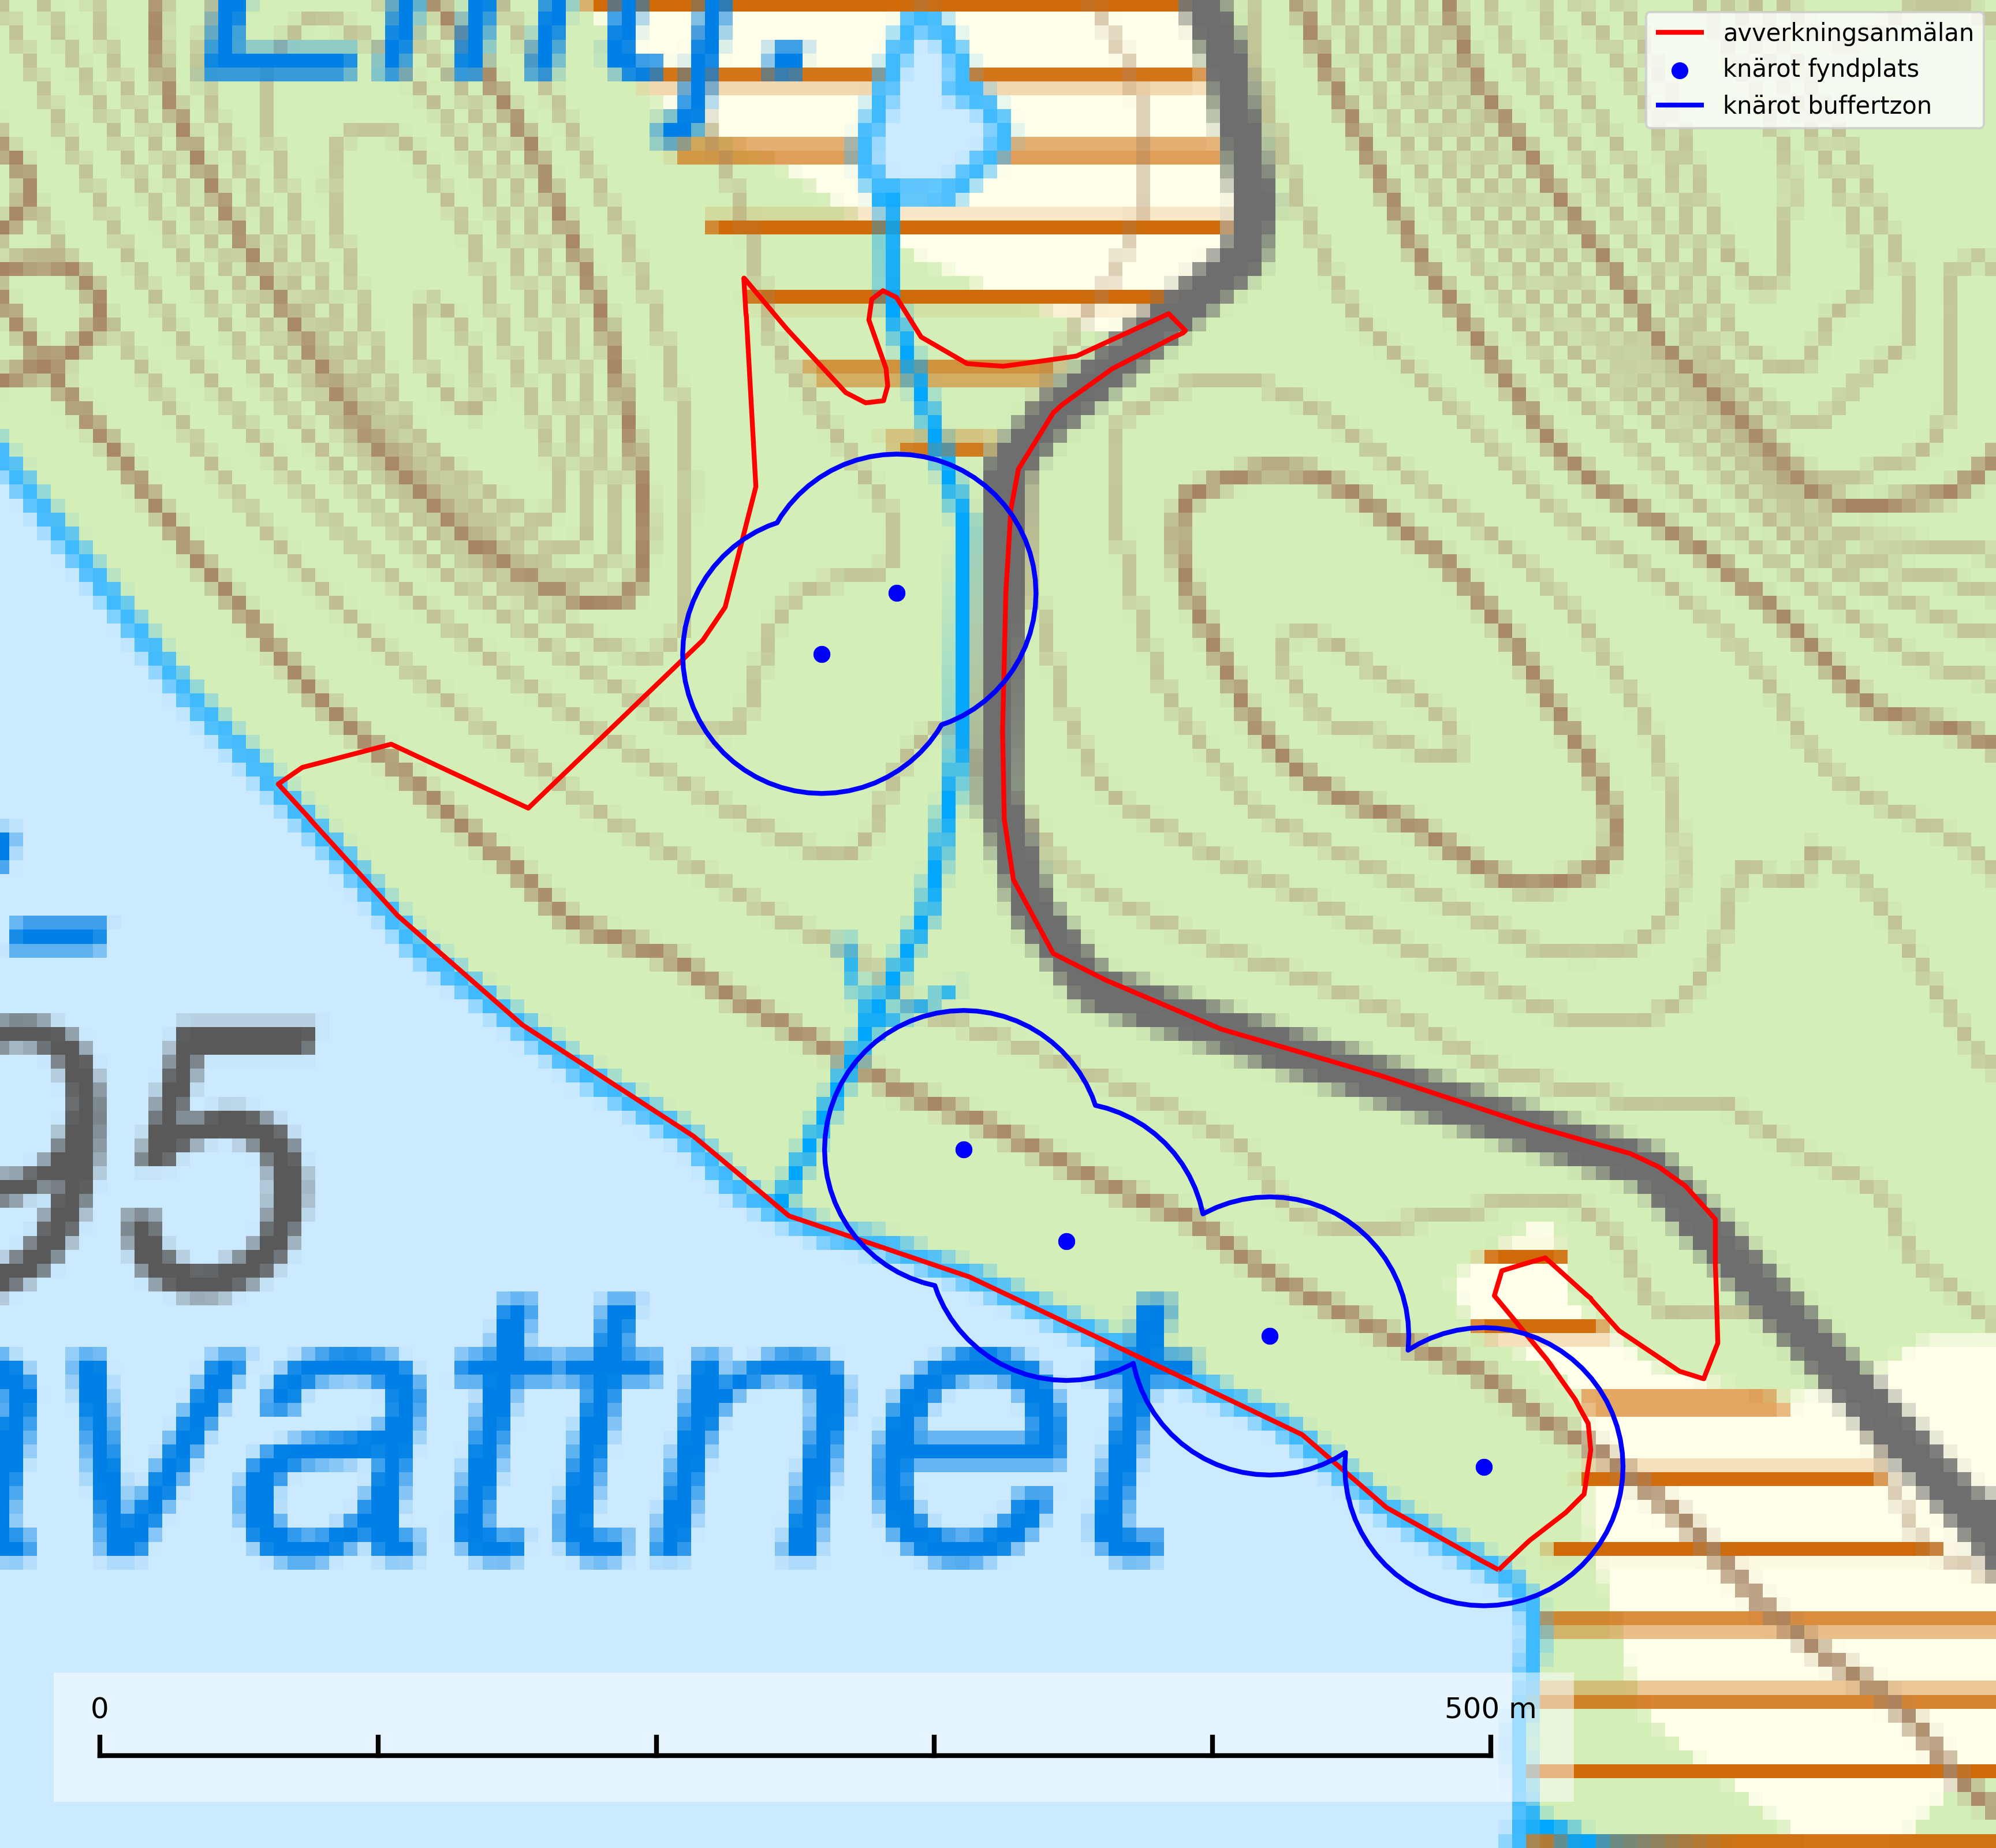 avverkningsanmälan
knärot fyndplats
knärot buffertzon
95
vattnet
0
500 m